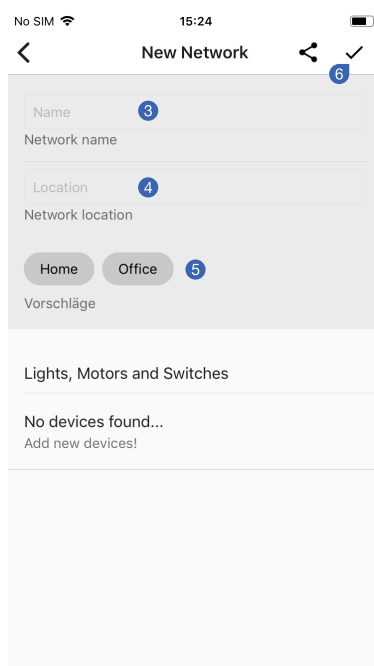 No SIM 15:24
New Network
6
Name 3
Network name
Location 4
Network location
Home Office 5
Vorschläge
Lights, Motors and Switches
No devices found...
Add new devices!